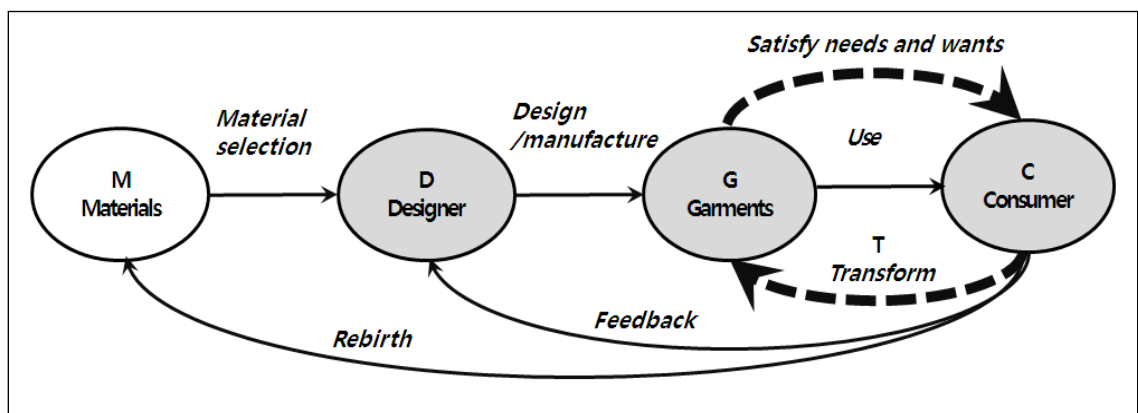 Satisfy needs and wants
Material
selection
Design
/manufacture
Use
M
Materials
D
Designer
G
Garments
C
Consumer
T
Transform
Feedback
Rebirth